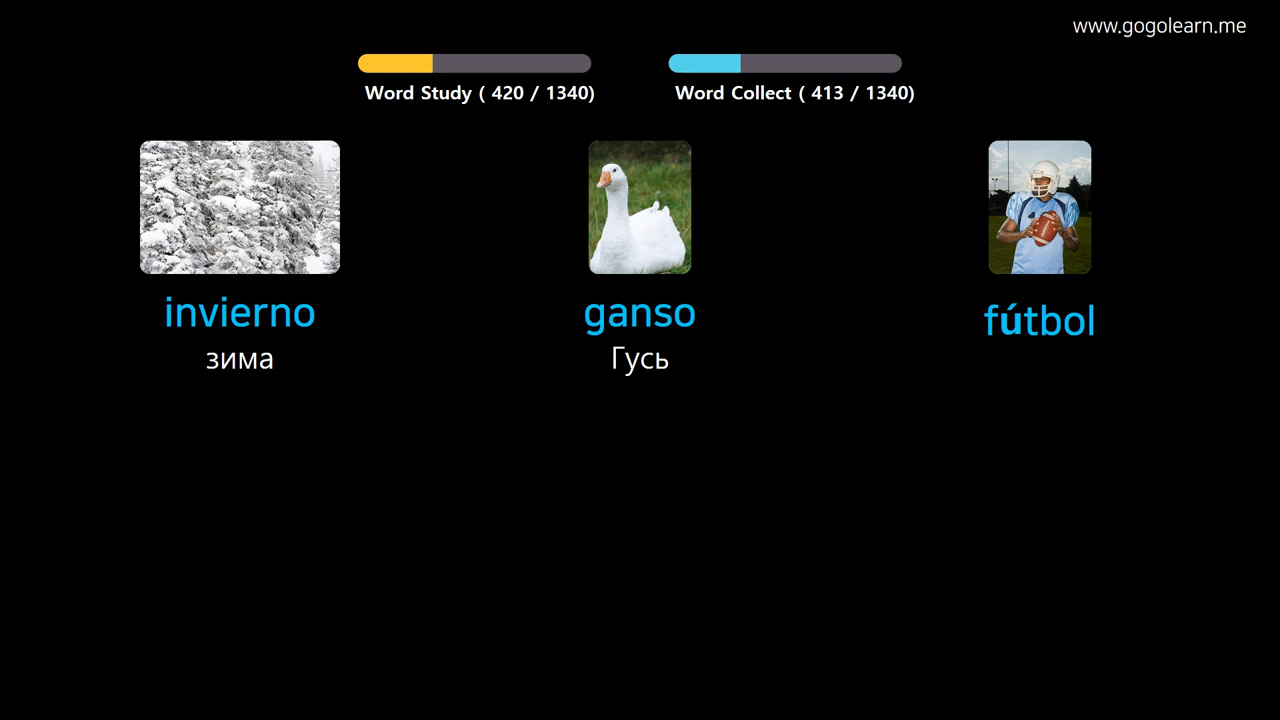 www.gogolearn.me
Word Study ( 420 / 1340)
Word Collect ( 413 / 1340)
invierno
зима
ganso
Гусь
fútbol